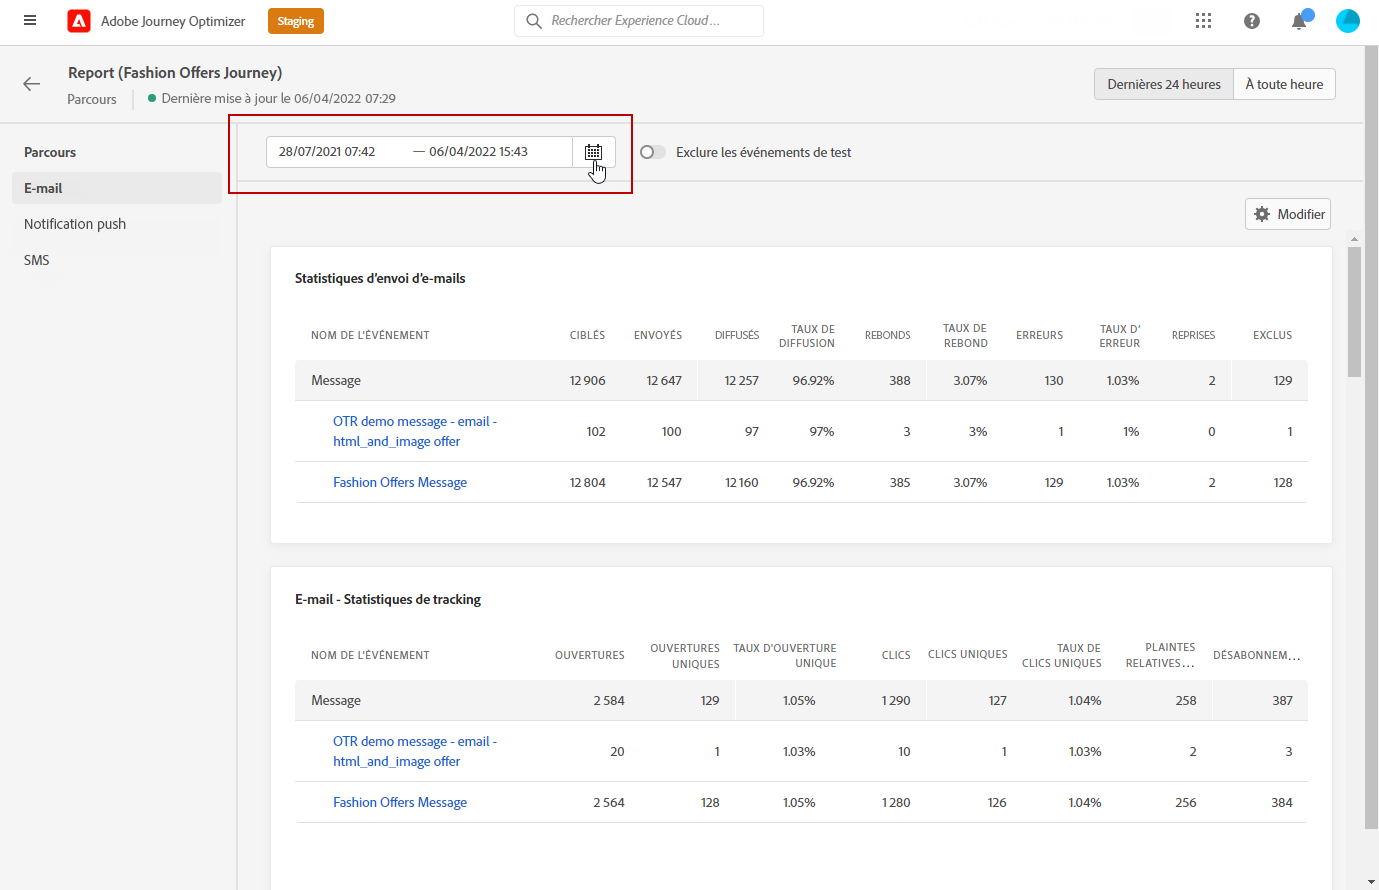 Adobe Journey Optimizer
Staging
Rechercher Experience Cloud ...
Report (Fashion Offers Journey)
Parcours
Dernière mise à jour le 06/04/2022 07:29
Dernières 24 heures
À toute heure
Parcours
E-mail
Notification push
SMS
28/07/2021 07:42 — 06/04/2022 15:43
Exclure les événements de test
Modifier
Statistiques d’envoi d’e-mails
NOM DE L’ÉVÉNEMENT CIBLÉS ENVOYÉS DIFFUSÉS TAUX DE DIFFUSION REBONDS TAUX DE REBOND ERREURS TAUX D’ ERREUR REPRISES EXCLUS
Message 12 906 12 647 12 257 96.92% 388 3.07% 130 1.03% 2 129
OTR demo message - email -
html_and_image offer 102 100 97 97% 3 3% 1 1% 0 1
Fashion Offers Message 12 804 12 547 12 160 96.92% 385 3.07% 129 1.03% 2 128
E-mail - Statistiques de tracking
NOM DE L’ÉVÉNEMENT OUVERTURES OUVERTURES UNIQUES TAUX D'OUVERTURE UNIQUE CLICS CLICS UNIQUES TAUX DE CLICS UNIQUES PLAINTES RELATIVES... DÉSABONNEM...
Message 2 584 129 1.05% 1 290 127 1.04% 258 387
OTR demo message - email -
html_and_image offer 20 1 1.03% 10 1 1.03% 2 3
Fashion Offers Message 2 564 128 1.05% 1 280 126 1.04% 256 384